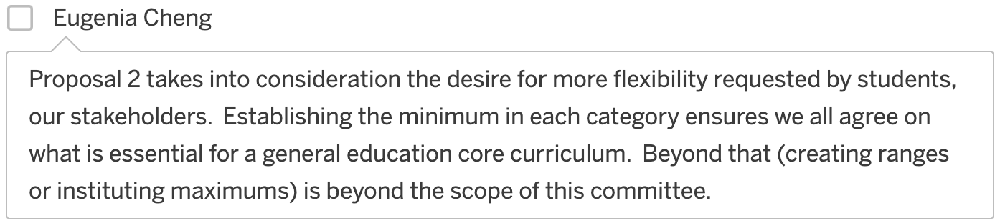 Eugenia Cheng
Proposal 2 takes into consideration the desire for more flexibility requested by students,
our stakeholders.  Establishing the minimum in each category ensures we all agree on
what is essential for a general education core curriculum.  Beyond that (creating ranges
or instituting maximums) is beyond the scope of this committee.